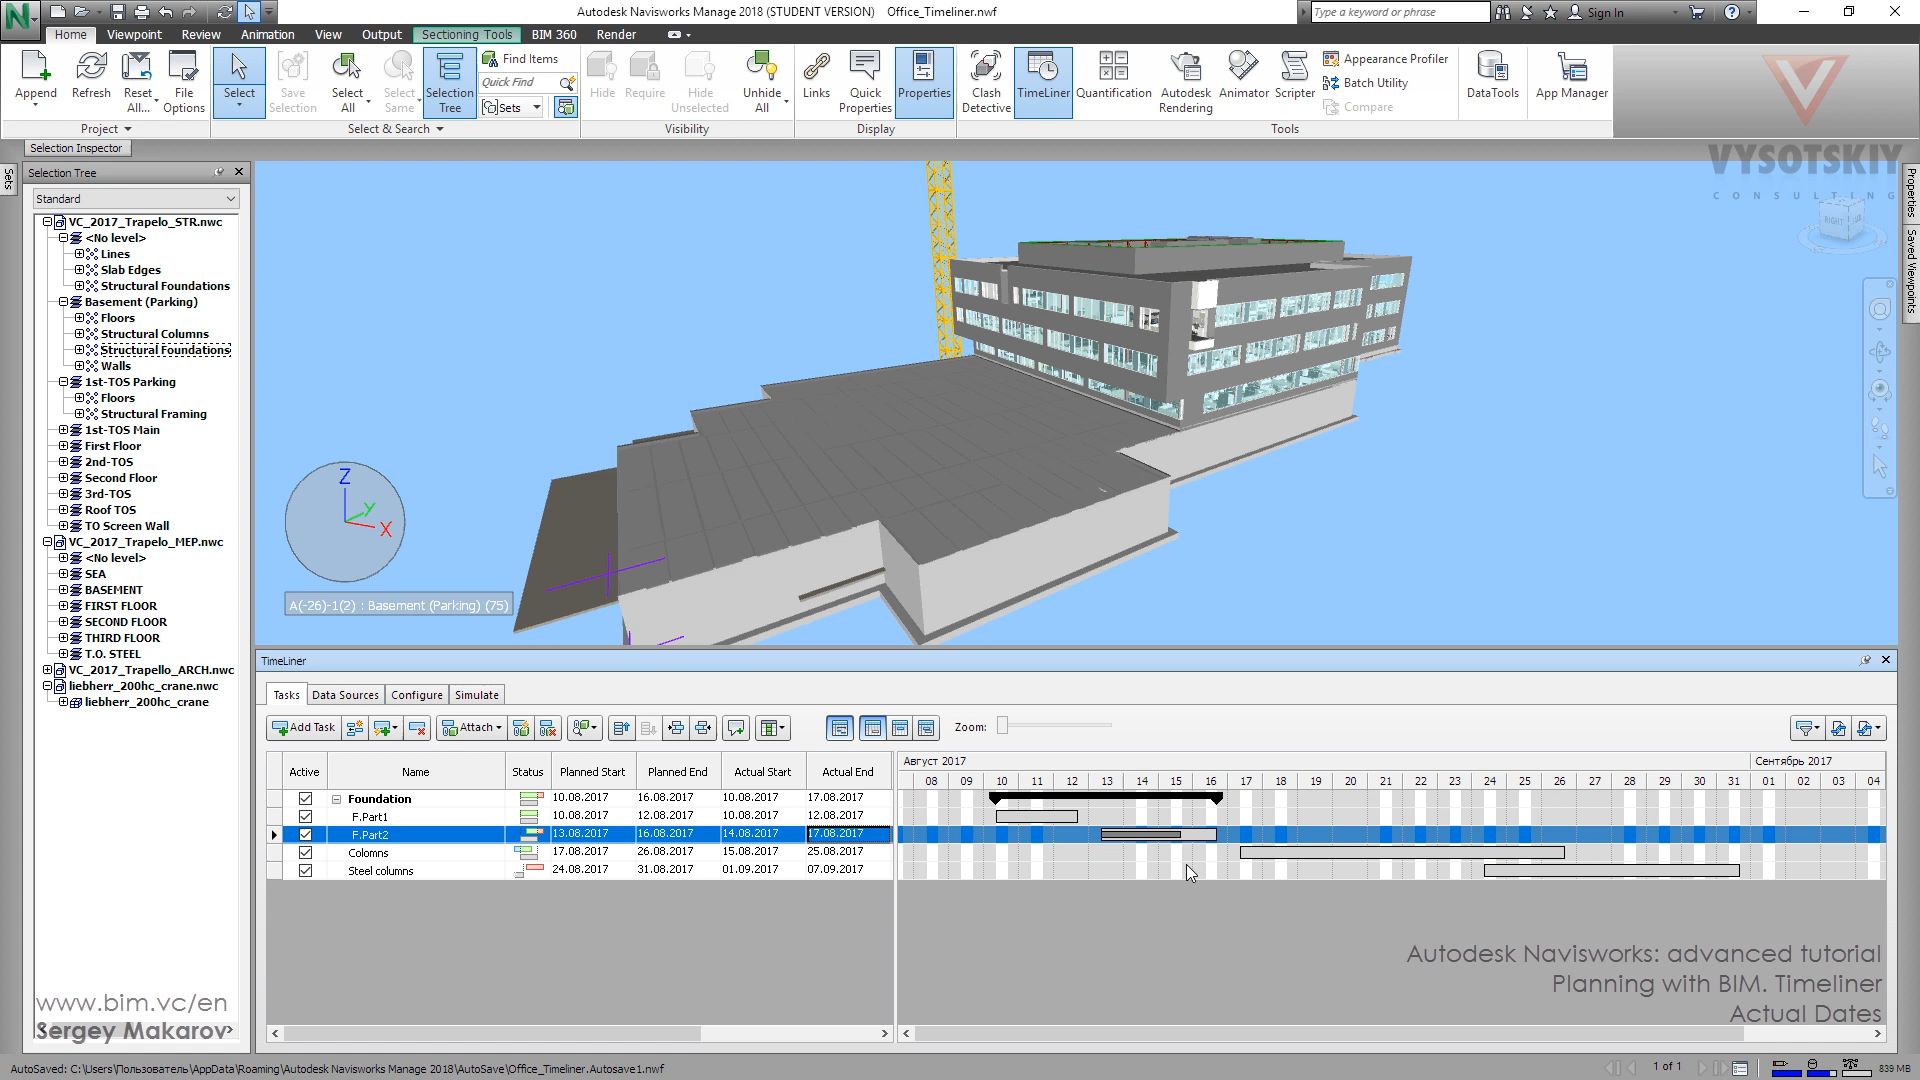 Autodesk Navisworks Manage 2018 (STUDENT VERSION) Office_Timeliner.nwf
Type a keyword or phrase
Sign In
Home Viewpoint Review Animation View Output Sectioning Tools BIM 360 Render
Append
Refresh
Reset All...
File Options
Select
Save Selection
Select All
Select Same
Selection Tree
Find Items
Quick Find
Sets
Hide
Require
Hide Unselected
Unhide All
Links
Quick Properties
Properties
Clash Detective
TimeLiner
Quantification
Autodesk Rendering
Animator
Scripter
Appearance Profiler
Batch Utility
Compare
DataTools
App Manager
Project
Select & Search
Visibility
Display
Tools
Selection Inspector
Sets
Selection Tree
Standard
VC_2017_Trapelo_STR.nwc
<No level>
Lines
Slab Edges
Structural Foundations
Basement (Parking)
Floors
Structural Columns
Structural Foundations
Walls
1st-TOS Parking
Floors
Structural Framing
1st-TOS Main
First Floor
2nd-TOS
Second Floor
3rd-TOS
Roof TOS
TO Screen Wall
VC_2017_Trapelo_MEP.nwc
<No level>
SEA
BASEMENT
FIRST FLOOR
SECOND FLOOR
THIRD FLOOR
T.O. STEEL
VC_2017_Trapello_ARCH.nwc
liebherr_200hc_crane.nwc
liebherr_200hc_crane
www.bim.vc/en
Sergey Makarov
VYSOTSKIY
CONSULTING
RIGHT
Properties
Saved Viewpoints
Z
Y
X
A(-26)-1(2) : Basement (Parking) (75)
TimeLiner
Tasks Data Sources Configure Simulate
Add Task
Attach
Zoom:
Active Name Status Planned Start Planned End Actual Start Actual End
Foundation 10.08.2017 16.08.2017 10.08.2017 17.08.2017
F.Part1 10.08.2017 12.08.2017 10.08.2017 12.08.2017
F.Part2 13.08.2017 16.08.2017 14.08.2017 17.08.2017
Colomns 17.08.2017 26.08.2017 15.08.2017 25.08.2017
Steel columns 24.08.2017 31.08.2017 01.09.2017 07.09.2017
Август 2017 Сентябрь 2017
08 09 10 11 12 13 14 15 16 17 18 19 20 21 22 23 24 25 26 27 28 29 30 31 01 02 03 04
Autodesk Navisworks: advanced tutorial
Planning with BIM. Timeliner
Actual Dates
AutoSaved: C:\Users\Пользователь\AppData\Roaming\Autodesk Navisworks Manage 2018\AutoSave\Office_Timeliner.Autosave1.nwf
1 of 1
839 MB